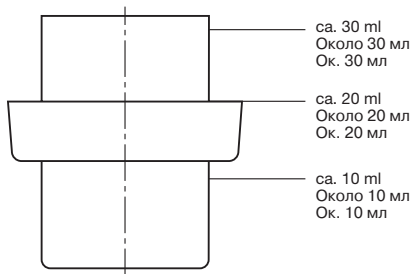 ca. 30 ml
Около 30 мл
Ок. 30 мл
ca. 20 ml
Около 20 мл
Ок. 20 мл
ca. 10 ml
Около 10 мл
Ок. 10 мл